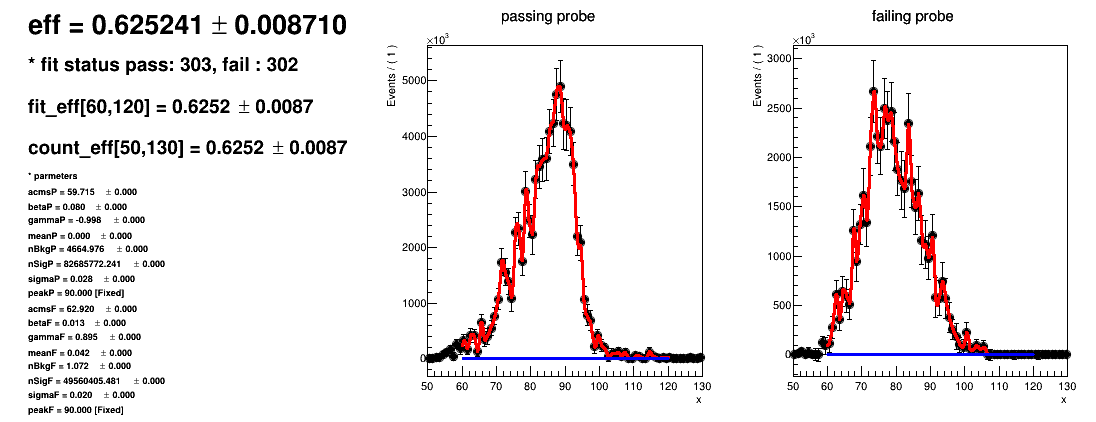 eff = 0.625241 ± 0.008710
* fit status pass: 303, fail : 302
fit_eff[60,120] = 0.6252 ± 0.0087
count_eff[50,130] = 0.6252 ± 0.0087
* parmeters
acmsP = 59.715 ± 0.000
betaP = 0.080 ± 0.000
gammaP = -0.998 ± 0.000
meanP = 0.000 ± 0.000
nBkgP = 4664.976 ± 0.000
nSigP = 82685772.241 ± 0.000
sigmaP = 0.028 ± 0.000
peakP = 90.000 [Fixed]
acmsF = 62.920 ± 0.000
betaF = 0.013 ± 0.000
gammaF = 0.895 ± 0.000
meanF = 0.042 ± 0.000
nBkgF = 1.072 ± 0.000
nSigF = 49560405.481 ± 0.000
sigmaF = 0.020 ± 0.000
peakF = 90.000 [Fixed]
passing probe
×10³
Events / ( 1 )
5000
4000
3000
2000
1000
0
50 60 70 80 90 100 110 120 130
x
failing probe
×10³
Events / ( 1 )
3000
2500
2000
1500
1000
500
0
50 60 70 80 90 100 110 120 130
x